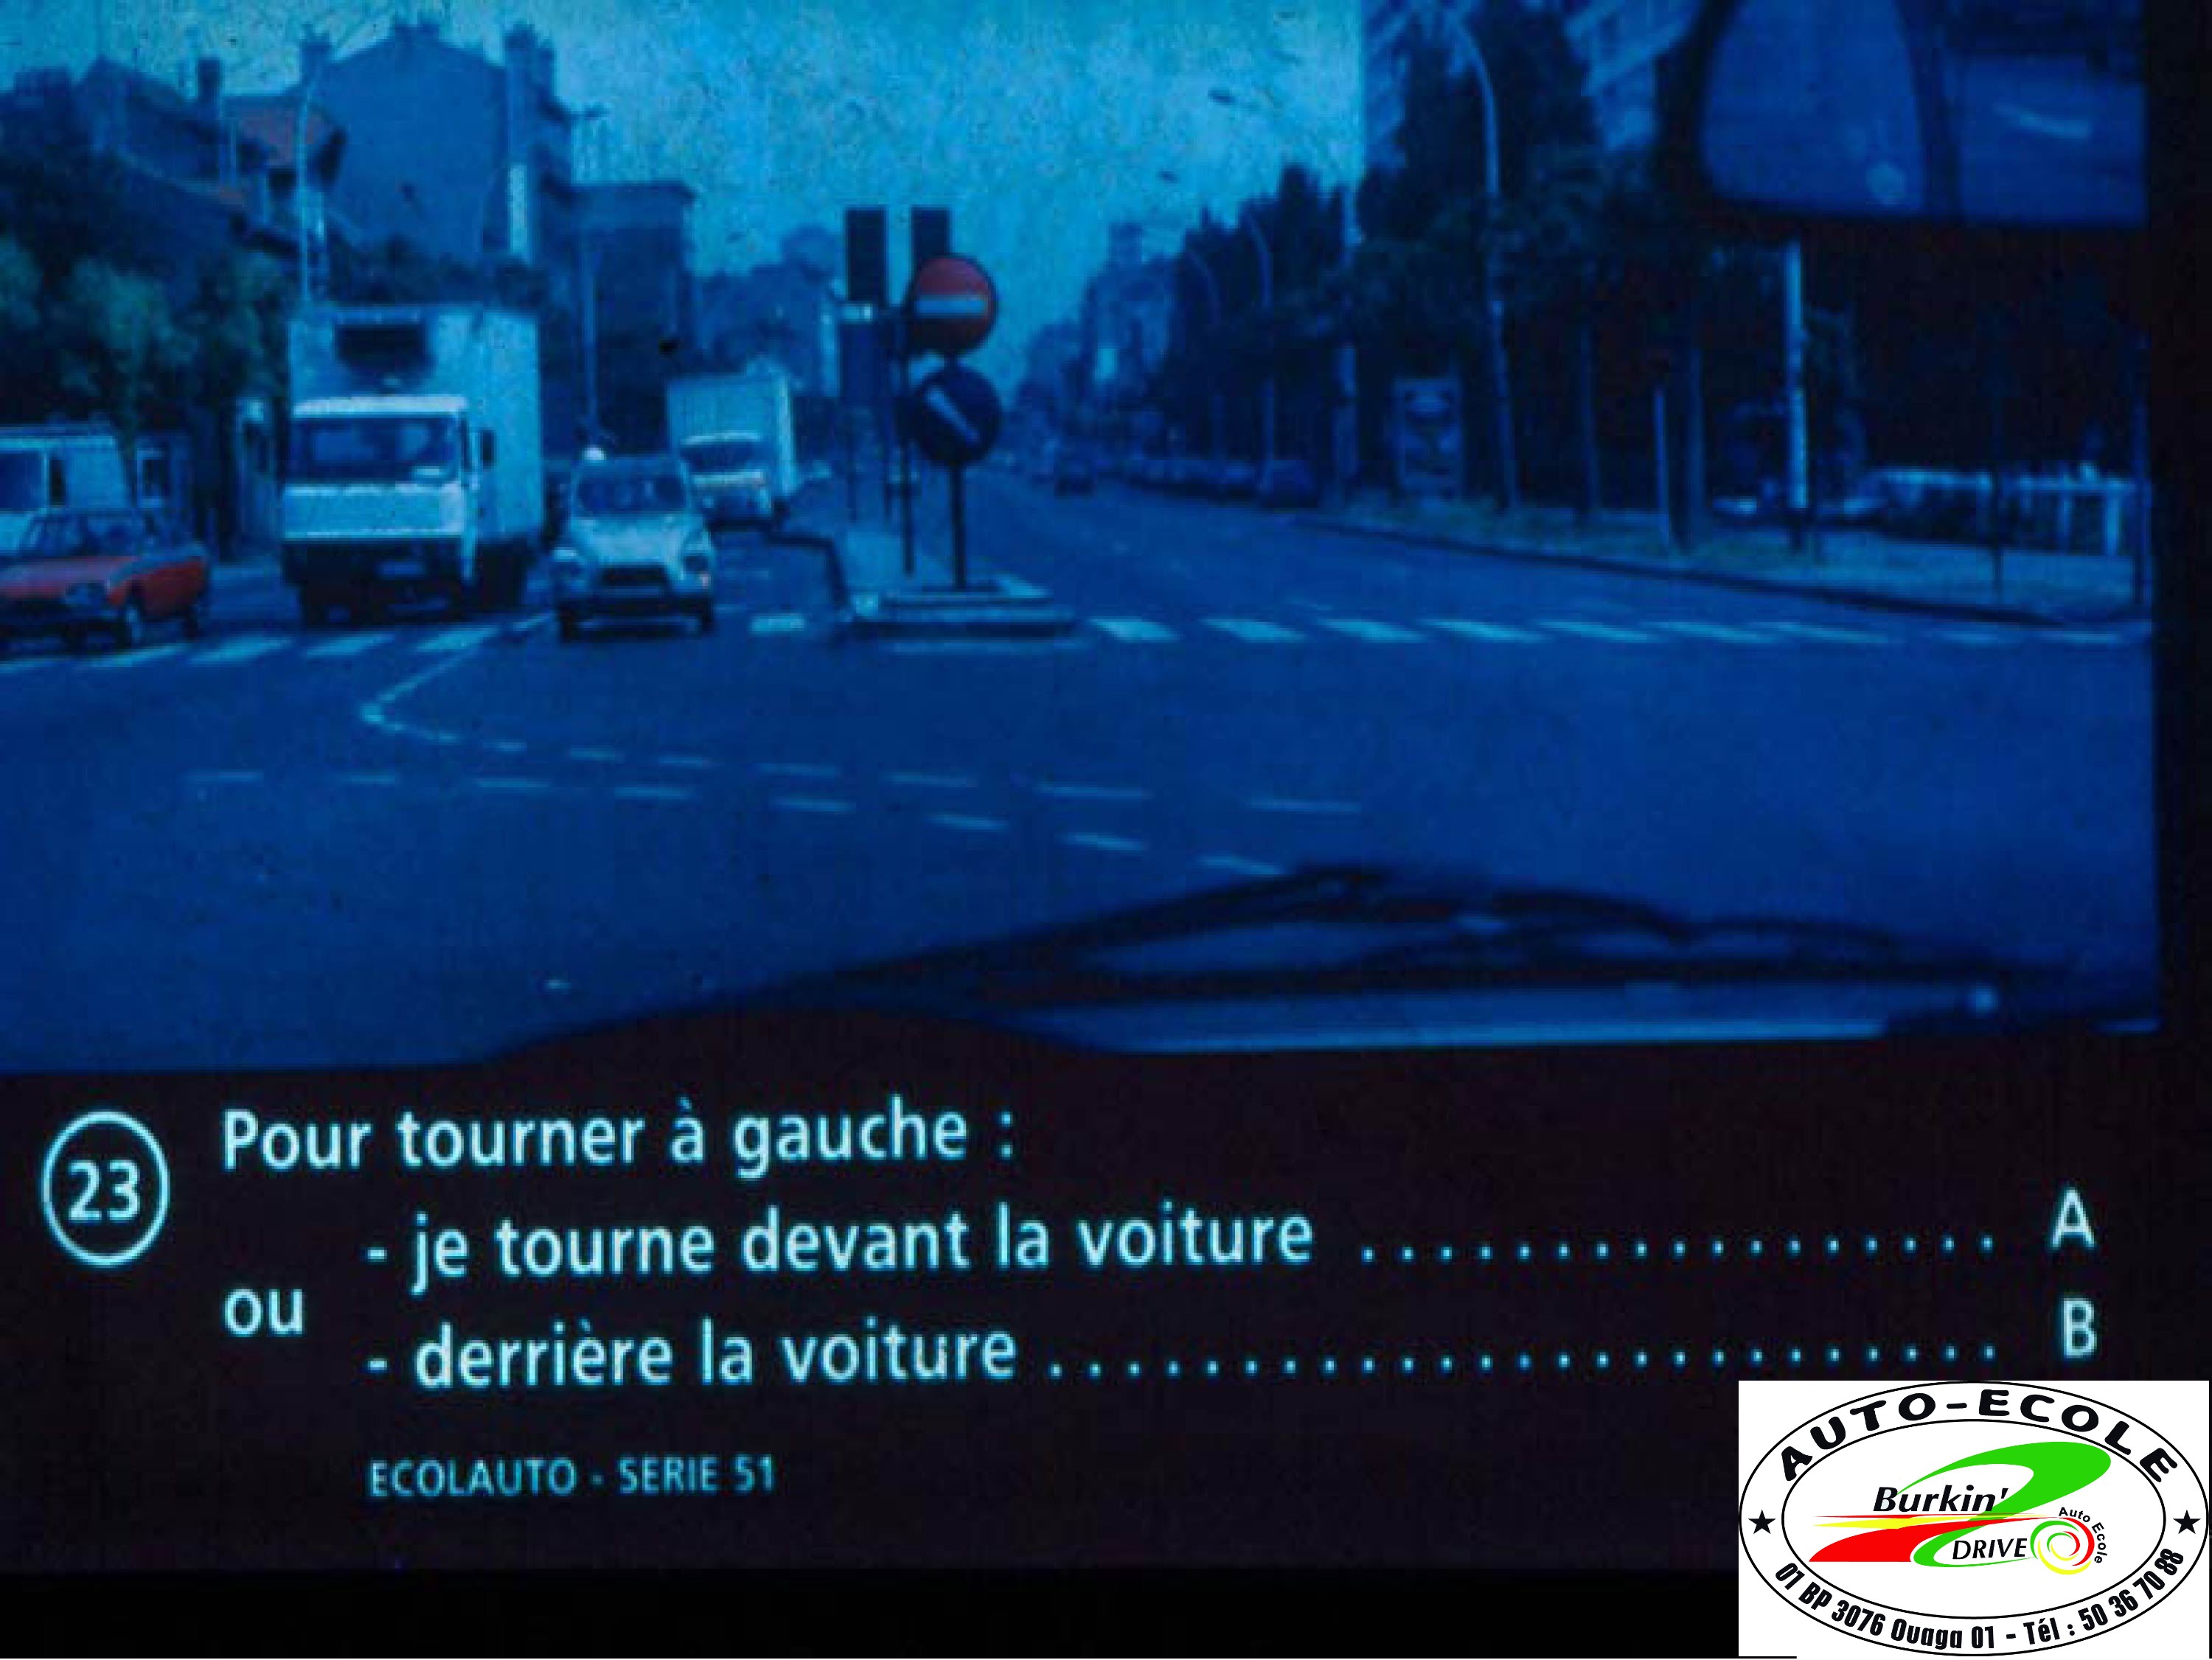 23
Pour tourner à gauche :
- je tourne devant la voiture .................. A
ou
- derrière la voiture ......................... B
ECOLAUTO - SERIE 51
AUTO-ECOLE
Burkin'
DRIVE
Auto Ecole
01 BP 3076 Ouaga 01 - Tél : 50 36 70 88